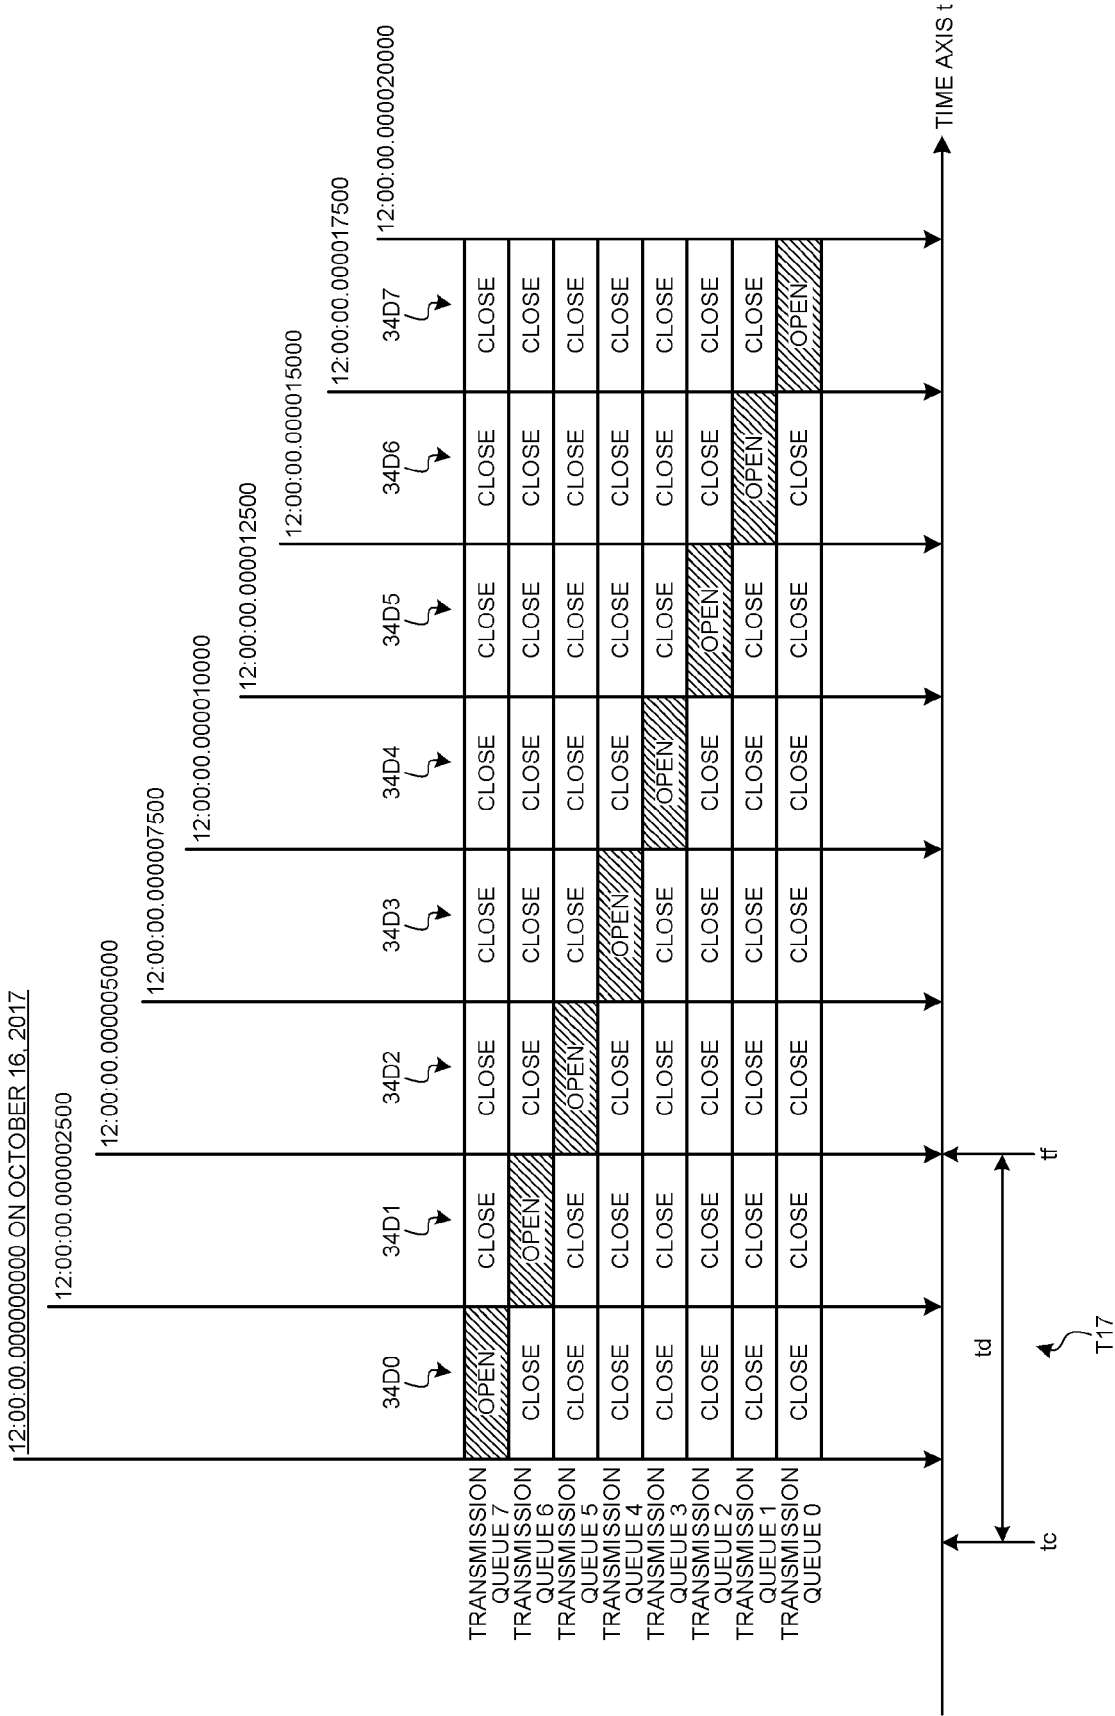 12:00:00.000000000 ON OCTOBER 16, 2017
12:00:00.000002500
12:00:00.000005000
12:00:00.000007500
12:00:00.000010000
12:00:00.000012500
12:00:00.000015000
12:00:00.000017500
12:00:00.000020000
34D0 34D1 34D2 34D3 34D4 34D5 34D6 34D7
TRANSMISSION
QUEUE 7 OPEN CLOSE CLOSE CLOSE CLOSE CLOSE CLOSE CLOSE
TRANSMISSION
QUEUE 6 CLOSE OPEN CLOSE CLOSE CLOSE CLOSE CLOSE CLOSE
TRANSMISSION
QUEUE 5 CLOSE CLOSE OPEN CLOSE CLOSE CLOSE CLOSE CLOSE
TRANSMISSION
QUEUE 4 CLOSE CLOSE CLOSE OPEN CLOSE CLOSE CLOSE CLOSE
TRANSMISSION
QUEUE 3 CLOSE CLOSE CLOSE CLOSE OPEN CLOSE CLOSE CLOSE
TRANSMISSION
QUEUE 2 CLOSE CLOSE CLOSE CLOSE CLOSE OPEN CLOSE CLOSE
TRANSMISSION
QUEUE 1 CLOSE CLOSE CLOSE CLOSE CLOSE CLOSE OPEN CLOSE
TRANSMISSION
QUEUE 0 CLOSE CLOSE CLOSE CLOSE CLOSE CLOSE CLOSE OPEN
TIME AXIS t
td
tc tf
T17